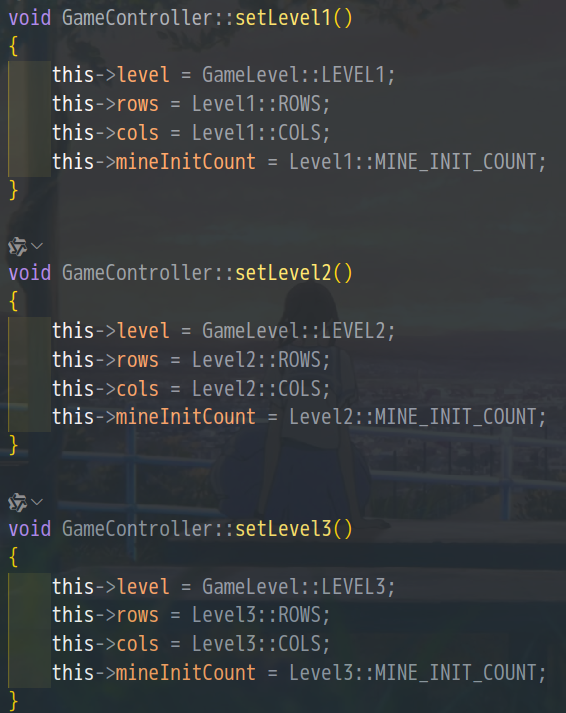 void GameController::setLevel1()
{
    this->level = GameLevel::LEVEL1;
    this->rows = Level1::ROWS;
    this->cols = Level1::COLS;
    this->mineInitCount = Level1::MINE_INIT_COUNT;
}
void GameController::setLevel2()
{
    this->level = GameLevel::LEVEL2;
    this->rows = Level2::ROWS;
    this->cols = Level2::COLS;
    this->mineInitCount = Level2::MINE_INIT_COUNT;
}
void GameController::setLevel3()
{
    this->level = GameLevel::LEVEL3;
    this->rows = Level3::ROWS;
    this->cols = Level3::COLS;
    this->mineInitCount = Level3::MINE_INIT_COUNT;
}